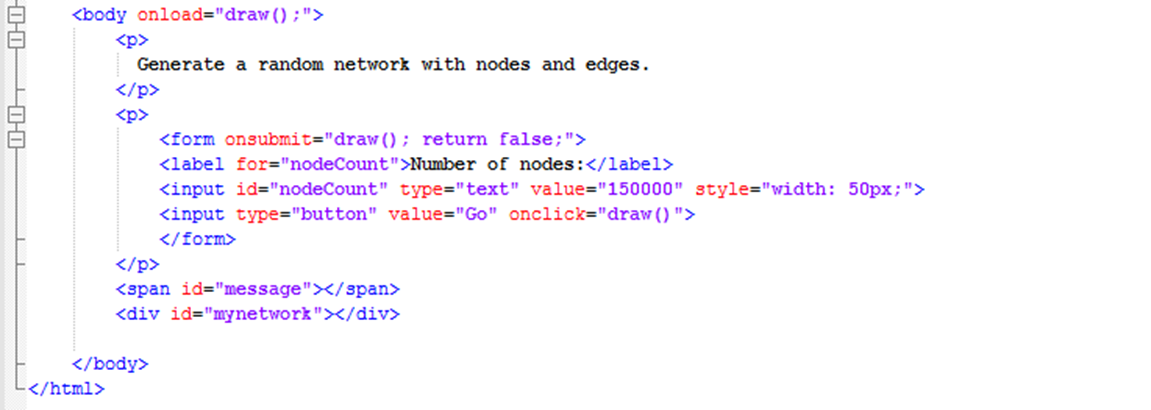 <body onload="draw();">
<p>
Generate a random network with nodes and edges.
</p>
<p>
<form onsubmit="draw(); return false;">
<label for="nodeCount">Number of nodes:</label>
<input id="nodeCount" type="text" value="150000" style="width: 50px;">
<input type="button" value="Go" onclick="draw()">
</form>
</p>
<span id="message"></span>
<div id="mynetwork"></div>
</body>
</html>